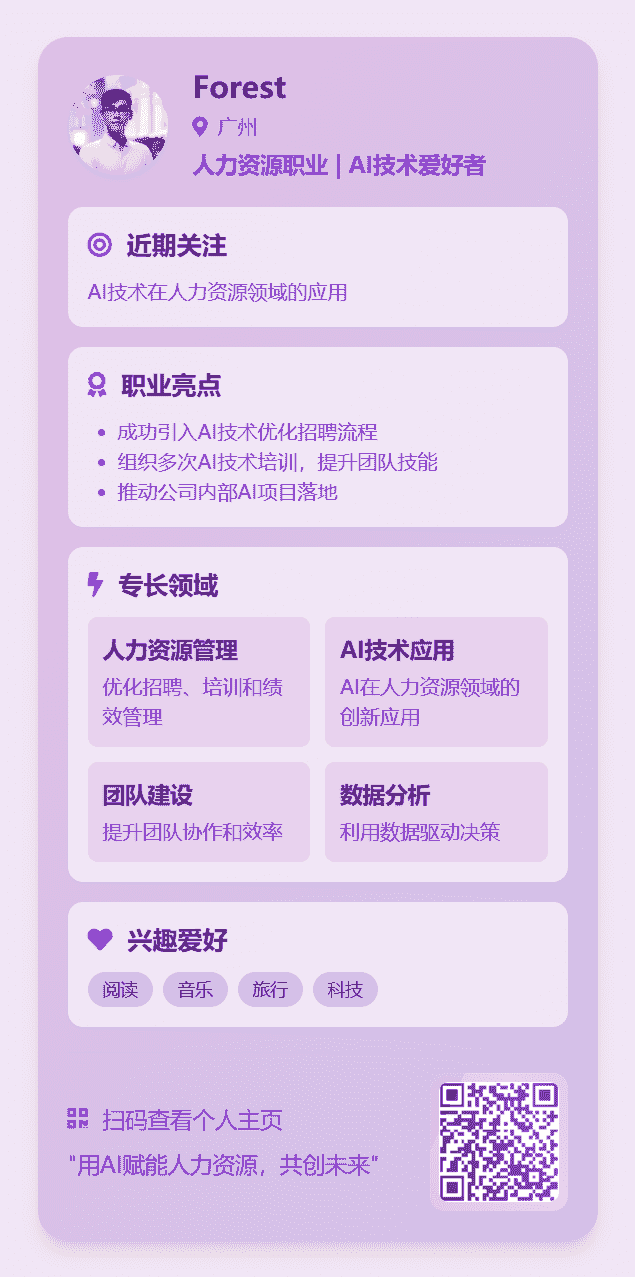 Forest
广州
人力资源职业 | AI技术爱好者
近期关注
AI技术在人力资源领域的应用
职业亮点
成功引入AI技术优化招聘流程
组织多次AI技术培训，提升团队技能
推动公司内部AI项目落地
专长领域
人力资源管理
优化招聘、培训和绩
效管理
AI技术应用
AI在人力资源领域的
创新应用
团队建设
提升团队协作和效率
数据分析
利用数据驱动决策
兴趣爱好
阅读
音乐
旅行
科技
扫码查看个人主页
"用AI赋能人力资源，共创未来"